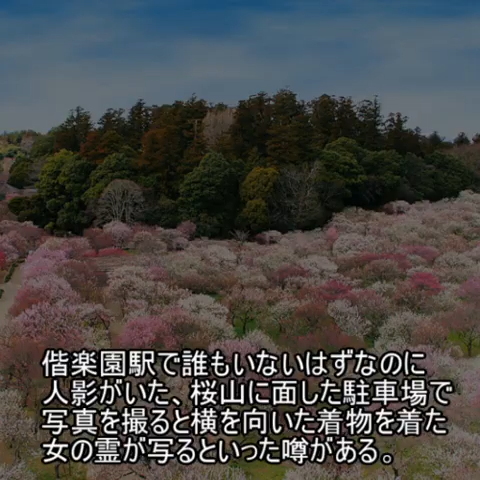 偕楽園駅で誰もいないはずなのに
人影がいた、桜山に面した駐車場で
写真を撮ると横を向いた着物を着た
女の霊が写るといった噂がある。